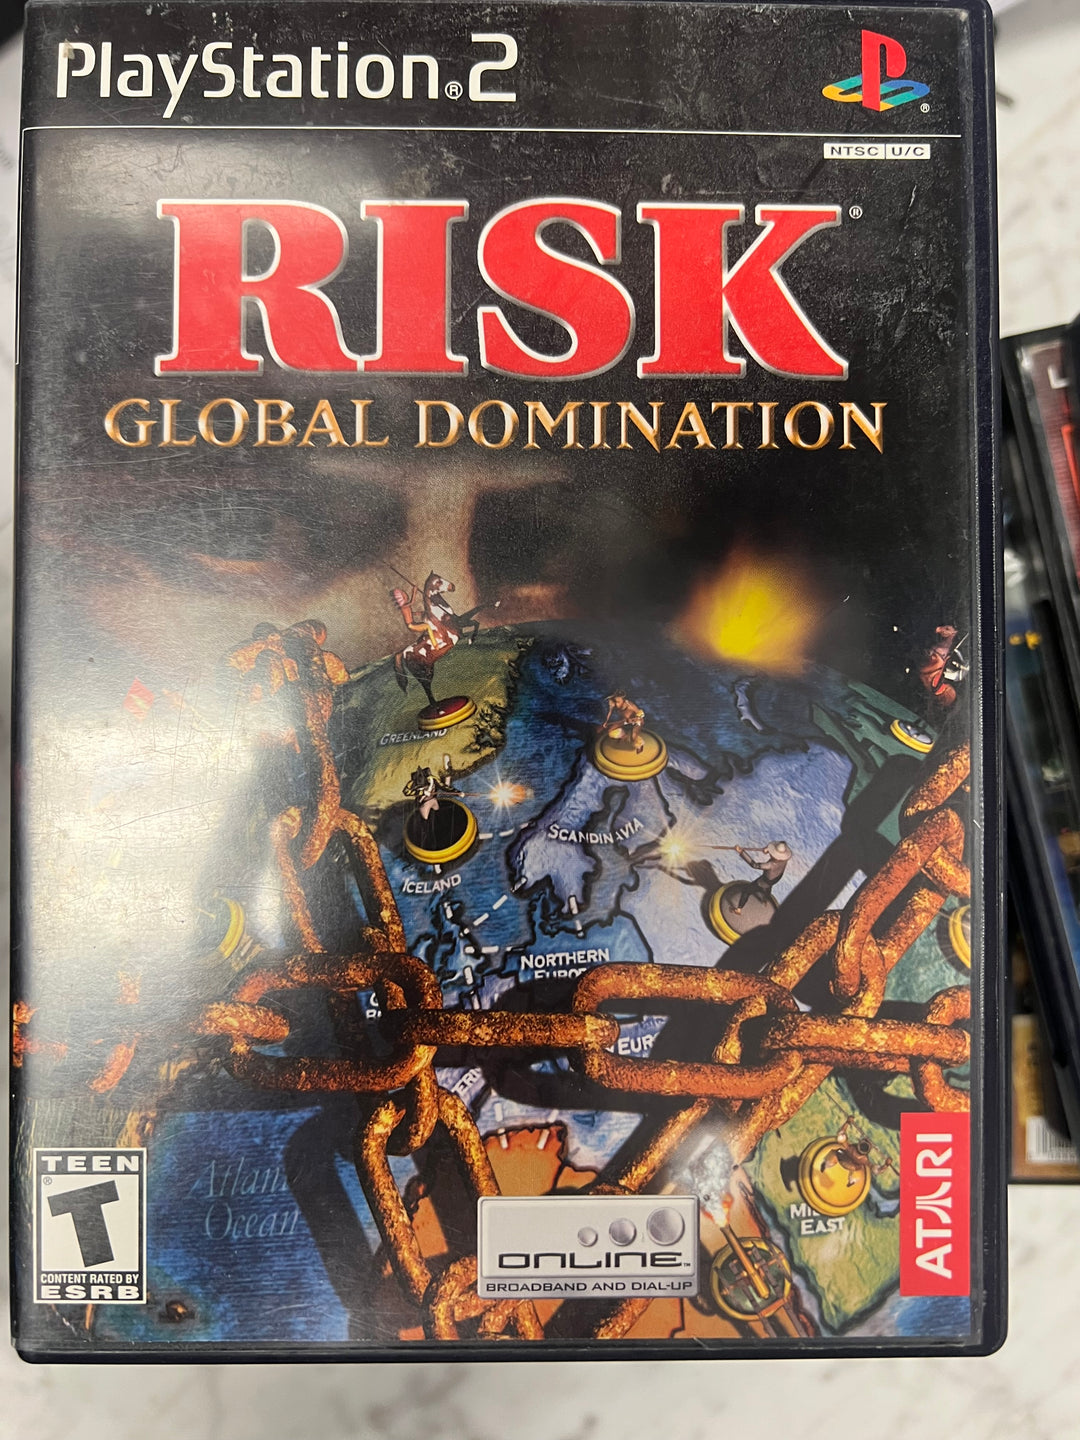 PlayStation®2
®
NTSC U/C
RISK®
GLOBAL DOMINATION
GREENLAND
SCANDINAVIA
ICELAND
NORTHERN
Atlantic
Ocean
EAST
TEEN
®
T
CONTENT RATED BY
ESRB
ONLINE™
BROADBAND AND DIAL-UP
ATARI